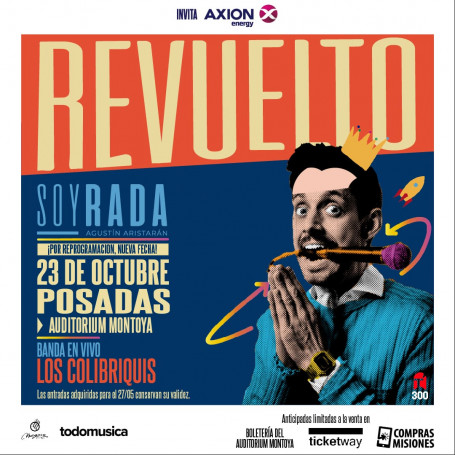 INVITA AXION energy
REVUELTO
SOY RADA
AGUSTÍN ARISTARÁN
¡POR REPROGRAMACIÓN, NUEVA FECHA!
23 DE OCTUBRE
POSADAS
AUDITORIUM MONTOYA
BANDA EN VIVO
LOS COLIBRIQUIS
Las entradas adquiridas para el 27/05 conservan su validez.
300
todomusica
BOLETERÍA DEL
AUDITORIUM MONTOYA
Anticipadas limitadas a la venta en
ticketway
COMPRAS
MISIONES